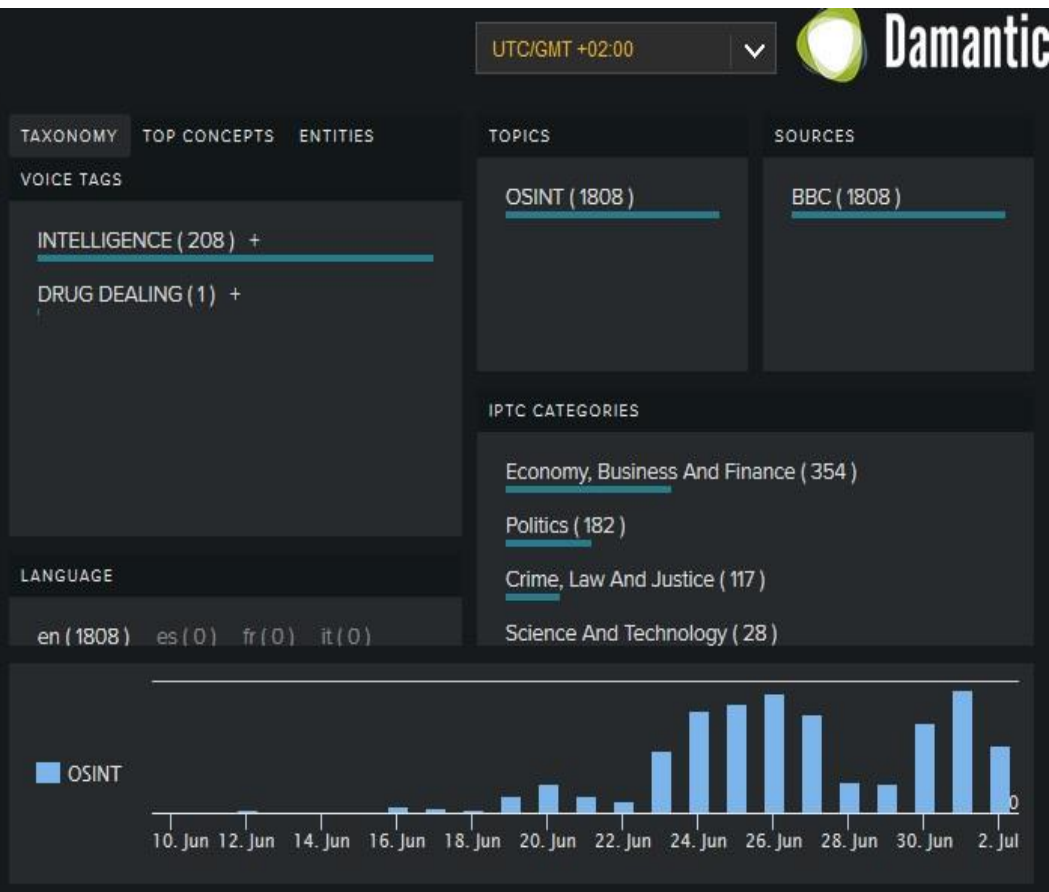 UTC/GMT +02:00
Damantic
TAXONOMY TOP CONCEPTS ENTITIES
VOICE TAGS
INTELLIGENCE ( 208 ) +
DRUG DEALING ( 1 ) +
TOPICS
OSINT ( 1808 )
SOURCES
BBC ( 1808 )
IPTC CATEGORIES
Economy, Business And Finance ( 354 )
Politics ( 182 )
Crime, Law And Justice ( 117 )
Science And Technology ( 28 )
LANGUAGE
en ( 1808 ) es ( 0 ) fr ( 0 ) it ( 0 )
OSINT
0
10. Jun 12. Jun 14. Jun 16. Jun 18. Jun 20. Jun 22. Jun 24. Jun 26. Jun 28. Jun 30. Jun 2. Jul